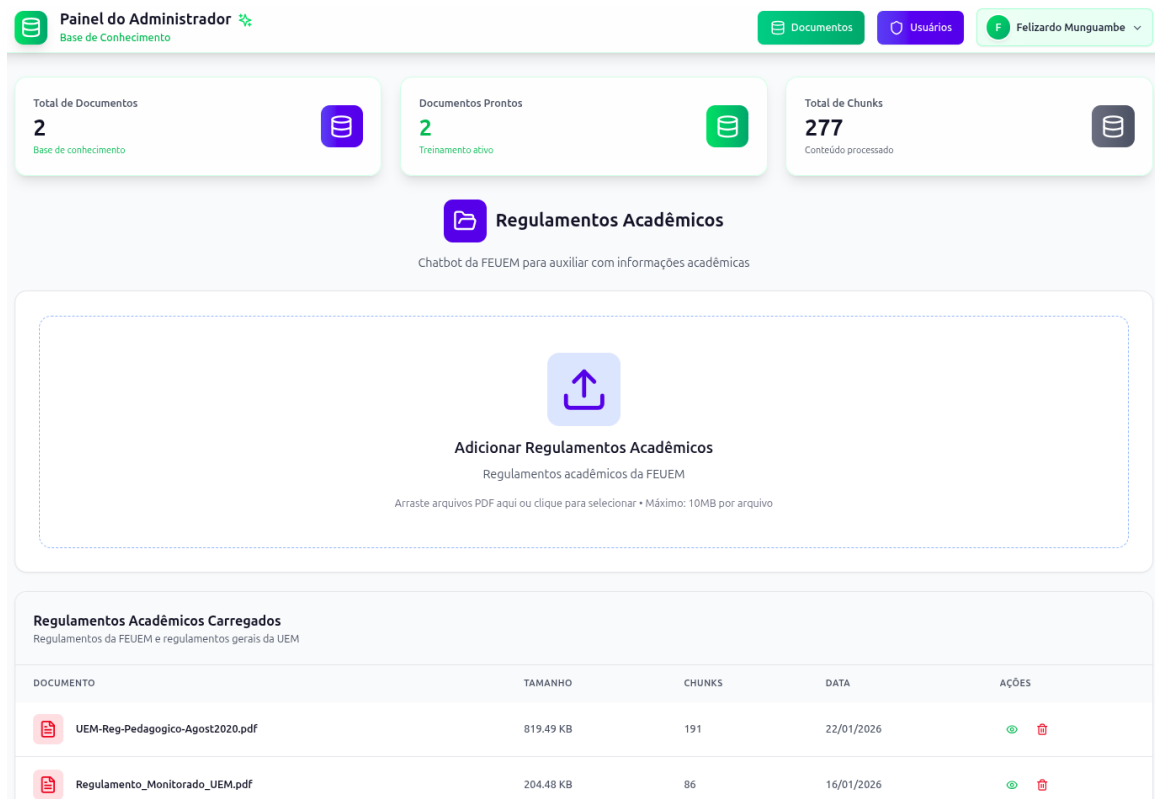 Painel do Administrador
Base de Conhecimento
Documentos
Usuários
F
Felizardo Munguambe
Total de Documentos
2
Base de conhecimento
Documentos Prontos
2
Treinamento ativo
Total de Chunks
277
Conteúdo processado
Regulamentos Acadêmicos
Chatbot da FEUEM para auxiliar com informações acadêmicas
Adicionar Regulamentos Acadêmicos
Regulamentos acadêmicos da FEUEM
Arraste arquivos PDF aqui ou clique para selecionar • Máximo: 10MB por arquivo
Regulamentos Acadêmicos Carregados
Regulamentos da FEUEM e regulamentos gerais da UEM
DOCUMENTO TAMANHO CHUNKS DATA AÇÕES
UEM-Reg-Pedagogico-Agost2020.pdf 819.49 KB 191 22/01/2026
Regulamento_Monitorado_UEM.pdf 204.48 KB 86 16/01/2026